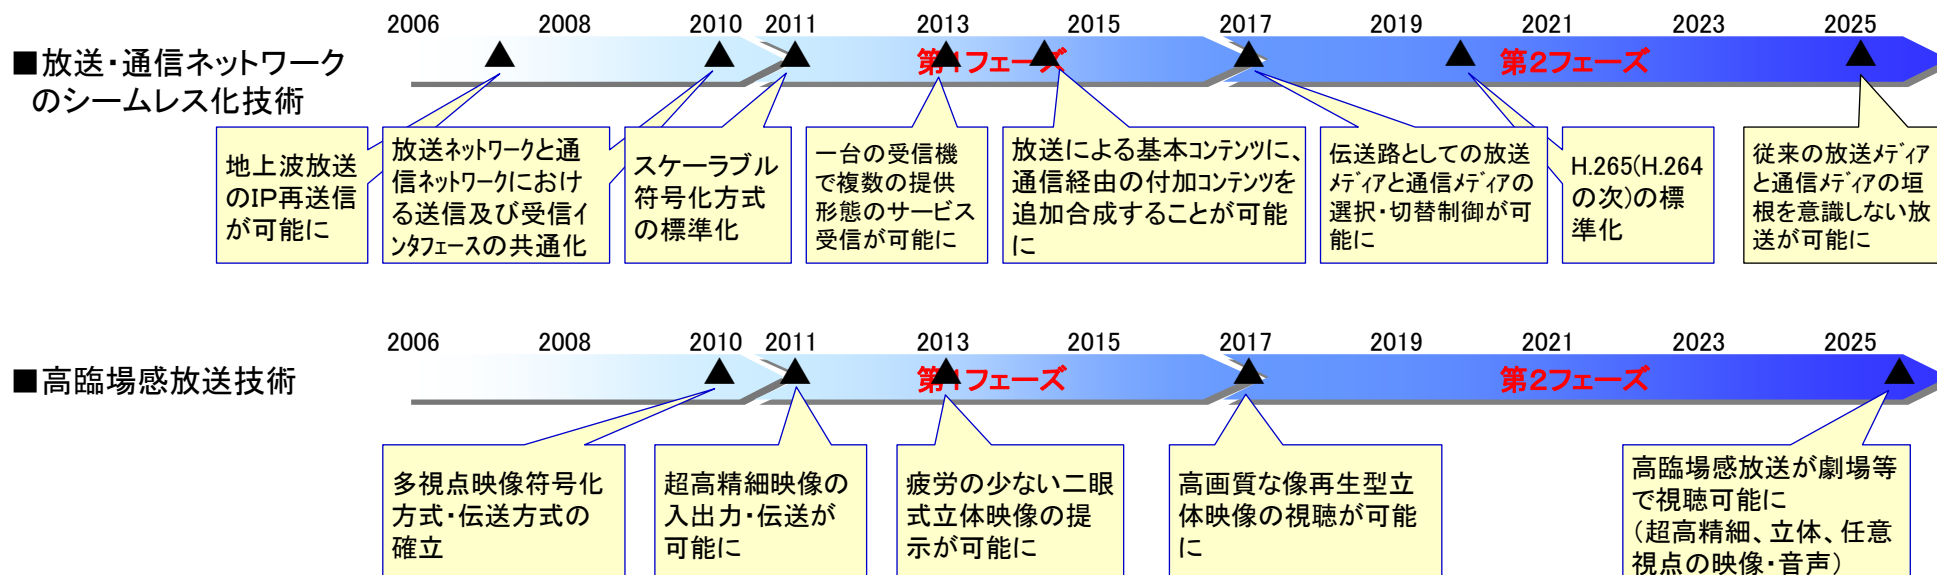 2006 2008 2010 2011 2013 2015 2017 2019 2021 2023 2025
■放送・通信ネットワーク
のシームレス化技術
第1フェーズ
第2フェーズ
地上波放送
のIP再送信
が可能に
放送ネットワークと通
信ネットワークにおけ
る送信及び受信イ
ンタフェースの共通化
スケーラブル
符号化方式
の標準化
一台の受信機
で複数の提供
形態のサービス
受信が可能に
放送による基本コンテンツに、
通信経由の付加コンテンツを
追加合成することが可能
に
伝送路としての放送
メディアと通信メディアの
選択・切替制御が可
能に
H.265(H.264
の次)の標
準化
従来の放送メディア
と通信メディアの垣
根を意識しない放
送が可能に
2006 2008 2010 2011 2013 2015 2017 2019 2021 2023 2025
■高臨場感放送技術
第1フェーズ
第2フェーズ
多視点映像符号化
方式・伝送方式の
確立
超高精細映像の
入出力・伝送が
可能に
疲労の少ない二眼
式立体映像の提
示が可能に
高画質な像再生型立
体映像の視聴が可能
に
高臨場感放送が劇場等
で視聴可能に
（超高精細、立体、任意
視点の映像・音声）